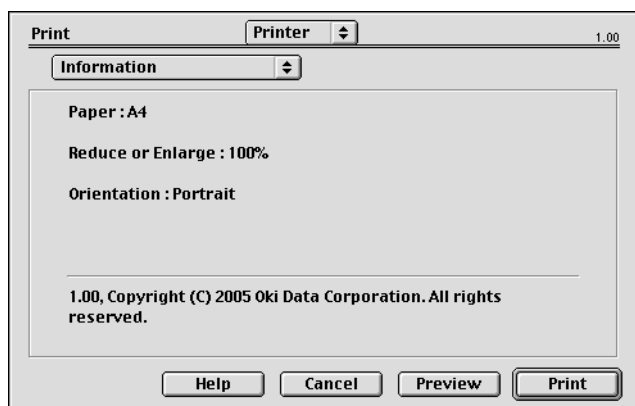 Print
Printer
1.00
Information
Paper : A4
Reduce or Enlarge : 100%
Orientation : Portrait
1.00, Copyright (C) 2005 Oki Data Corporation. All rights
reserved.
Help
Cancel
Preview
Print